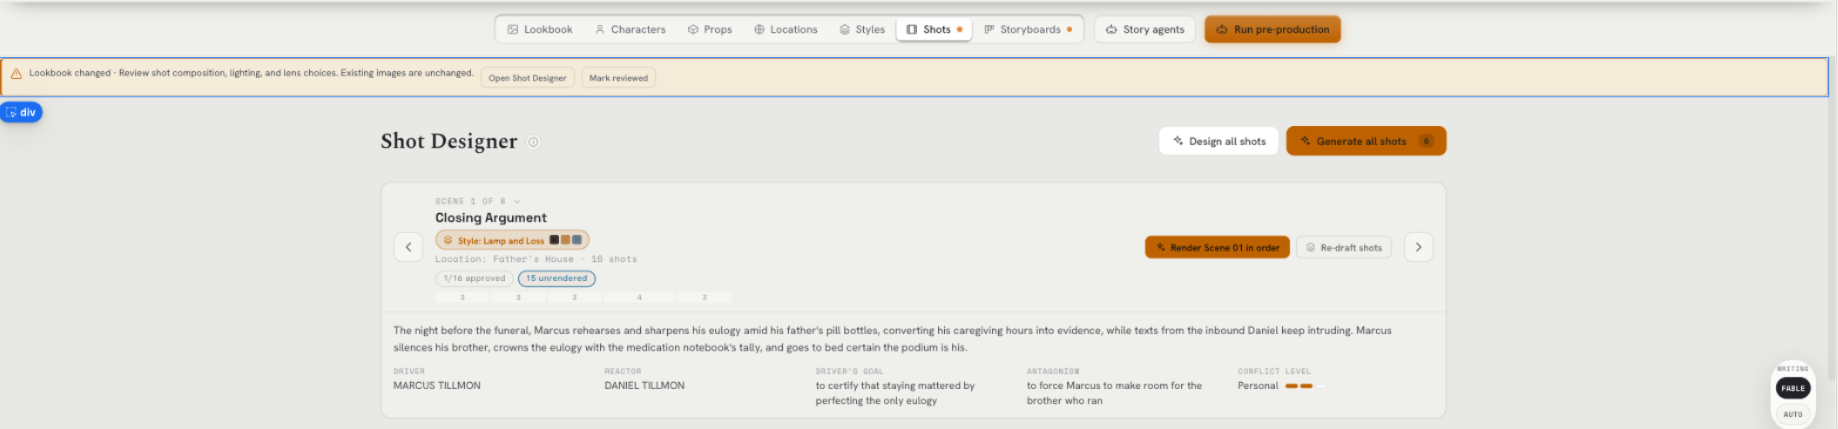 Lookbook Characters Props Locations Styles Shots Storyboards Story agents Run pre-production
Lookbook changed · Review shot composition, lighting, and lens choices. Existing images are unchanged. Open Shot Designer Mark reviewed
div
Shot Designer Design all shots Generate all shots 6
SCENE 1 OF 8
Closing Argument
Style: Lamp and Loss
Render Scene 01 in order Re-draft shots
Location: Father's House · 16 shots
1/16 approved 15 unrendered
3 3 3 4 3
The night before the funeral, Marcus rehearses and sharpens his eulogy amid his father's pill bottles, converting his caregiving hours into evidence, while texts from the inbound Daniel keep intruding. Marcus
silences his brother, crowns the eulogy with the medication notebook's tally, and goes to bed certain the podium is his.
DRIVER REACTOR DRIVER'S GOAL ANTAGONISM CONFLICT LEVEL
MARCUS TILLMON DANIEL TILLMON to certify that staying mattered by to force Marcus to make room for the Personal
perfecting the only eulogy brother who ran
WRITING
FABLE
AUTO